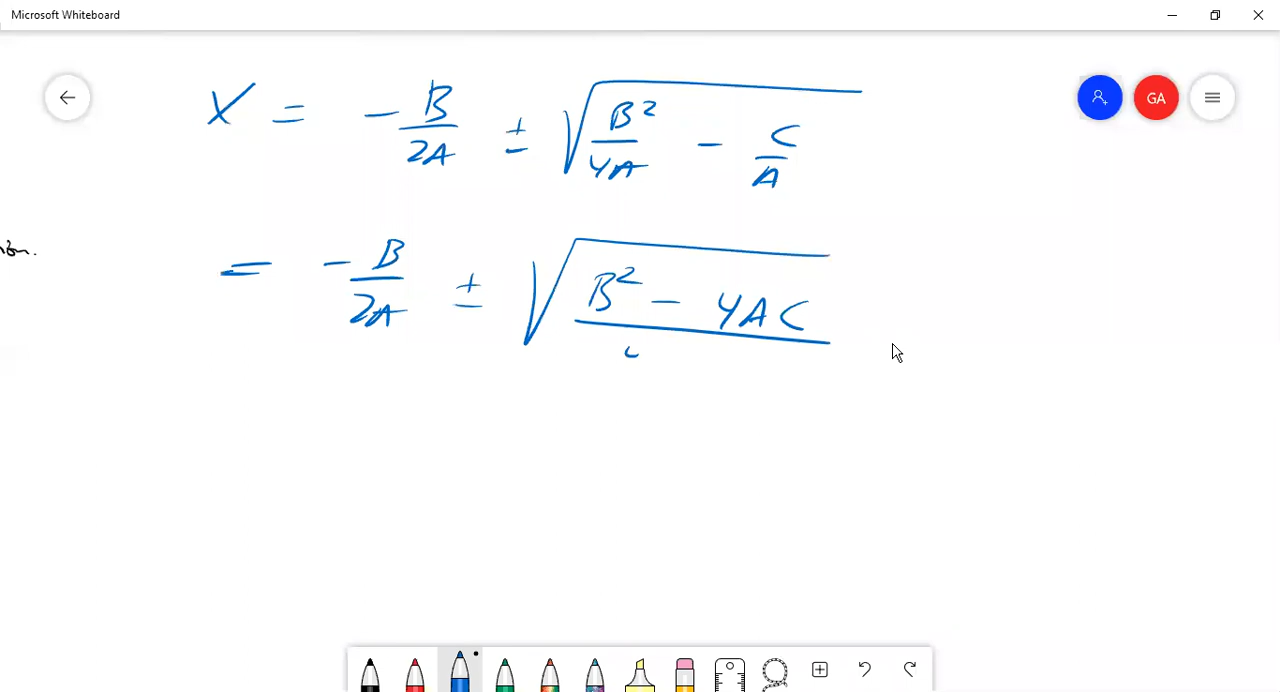 Microsoft Whiteboard
GA
X = - B/2A ± √(B²/4A - C/A)
= - B/2A ± √(B² - 4AC)